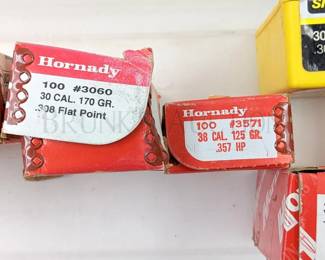 Hornady
100 #3060
30 CAL. 170 GR.
.308 Flat Point
Hornady
100 #3571
38 CAL. 125 GR.
.357 HP